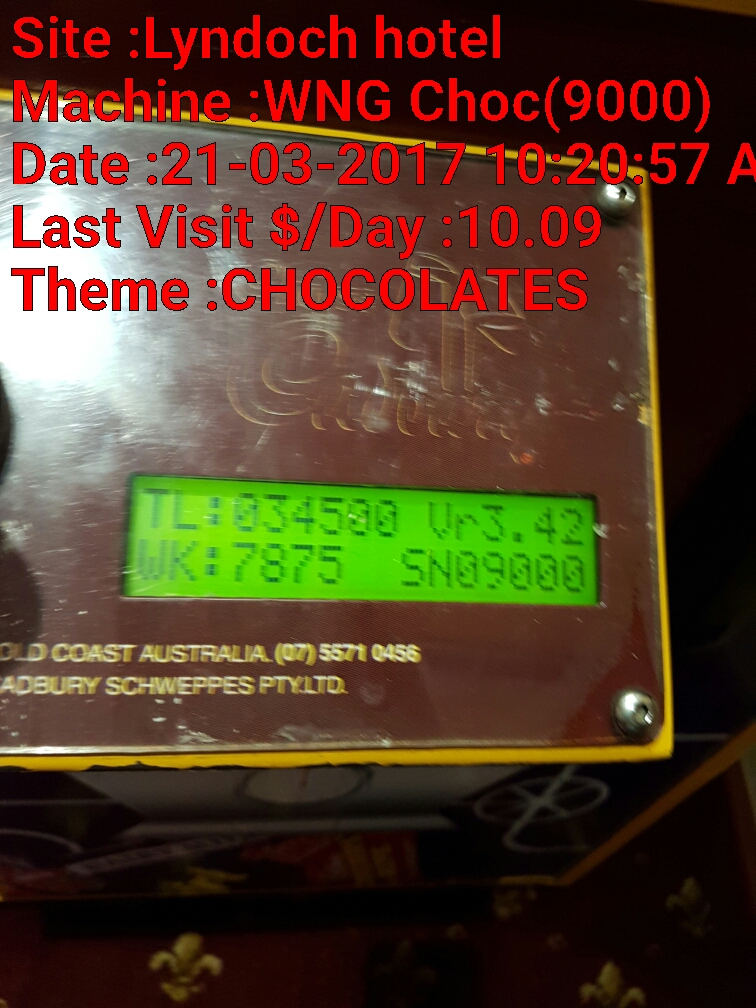 Site :Lyndoch hotel
Machine :WNG Choc(9000)
Date :21-03-2017 10:20:57 A
Last Visit $/Day :10.09
Theme :CHOCOLATES
TL:034500 Vr3.42
WK:7875 SN09000
OLD COAST AUSTRALIA. (07) 5571 0456
ADBURY SCHWEPPES PTY.LTD.